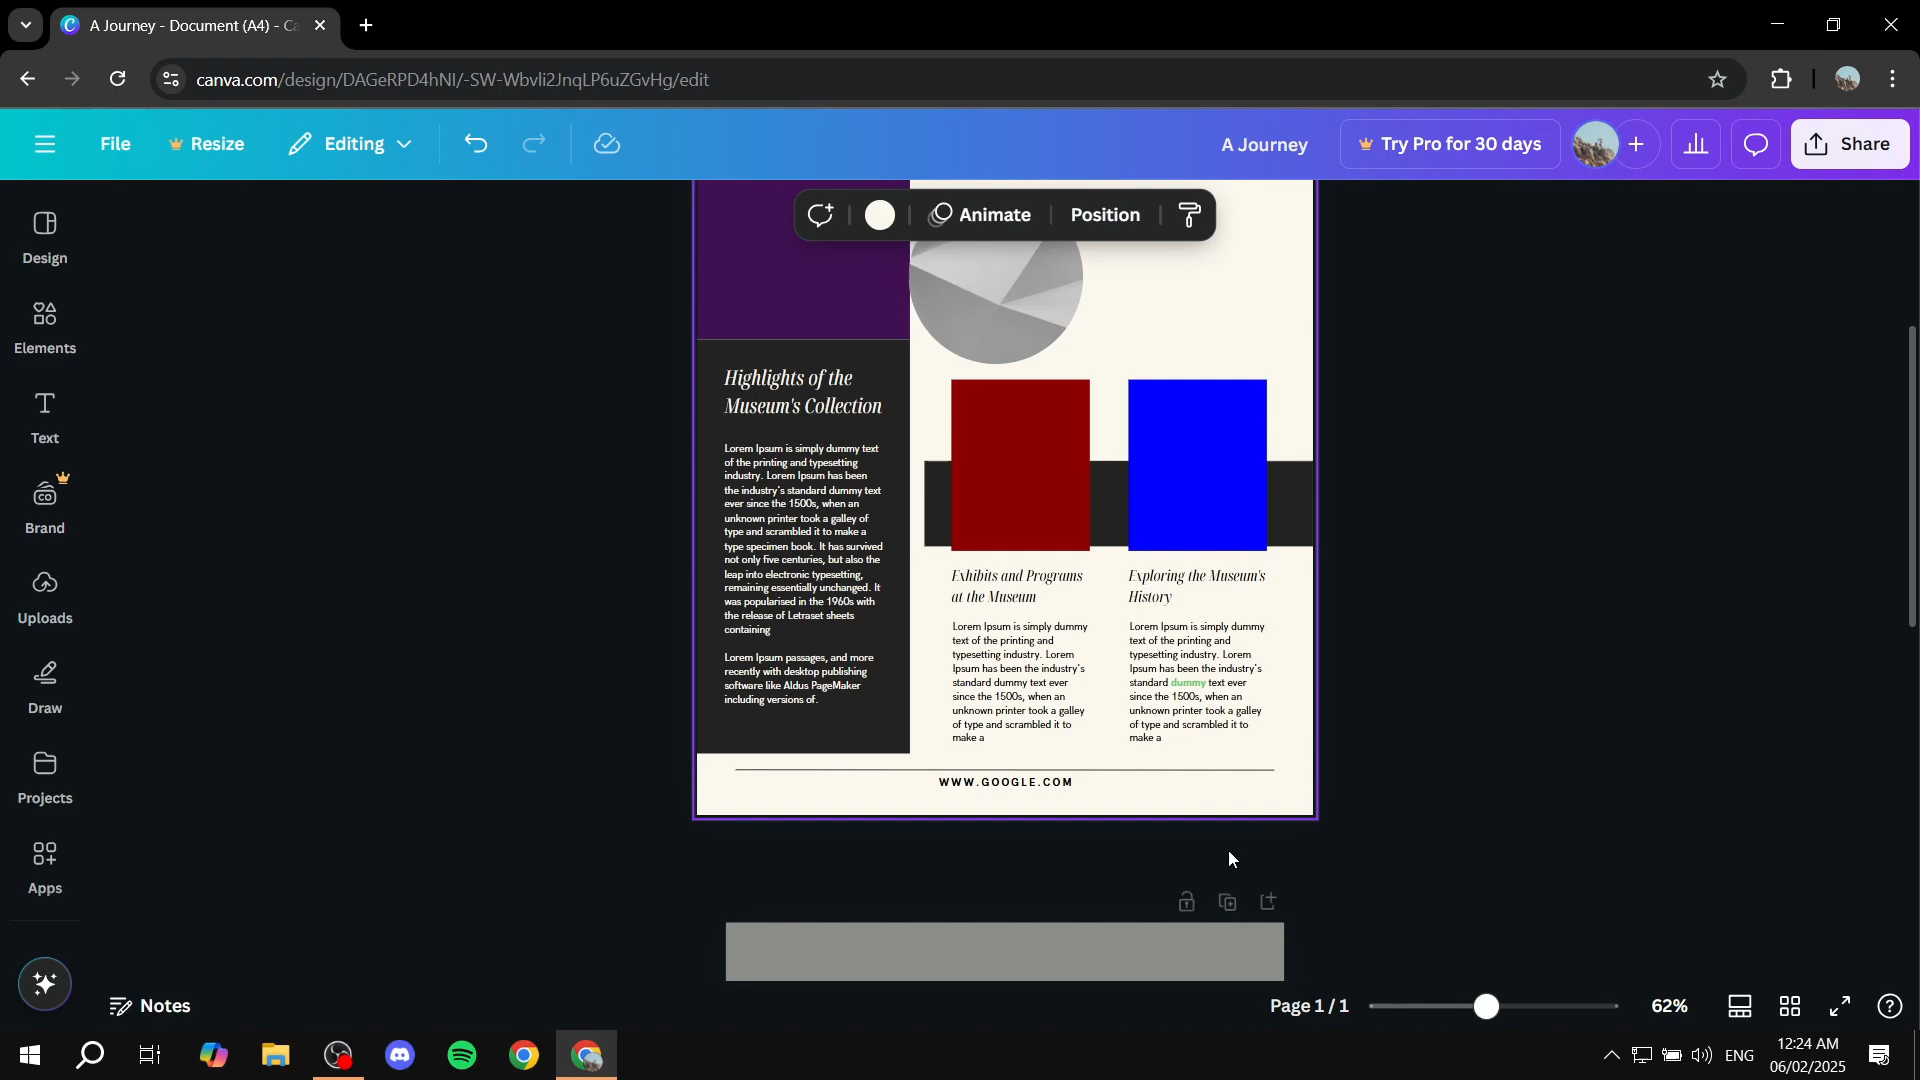 A Journey - Document (A4) - Ca
canva.com/design/DAGeRPD4hNI/-SW-Wbvli2JnqLP6uZGvHg/edit
File
Resize
Editing
A Journey
Try Pro for 30 days
Share
Design
Elements
Text
Brand
Uploads
Draw
Projects
Apps
Animate
Position
Highlights of the
Museum's Collection
Lorem Ipsum is simply dummy text
of the printing and typesetting
industry. Lorem Ipsum has been
the industry's standard dummy text
ever since the 1500s, when an
unknown printer took a galley of
type and scrambled it to make a
type specimen book. It has survived
not only five centuries, but also the
leap into electronic typesetting,
remaining essentially unchanged. It
was popularised in the 1960s with
the release of Letraset sheets
containing
Lorem Ipsum passages, and more
recently with desktop publishing
software like Aldus PageMaker
including versions of.
Exhibits and Programs
at the Museum
Lorem Ipsum is simply dummy
text of the printing and
typesetting industry. Lorem
Ipsum has been the industry's
standard dummy text ever
since the 1500s, when an
unknown printer took a galley
of type and scrambled it to
make a
Exploring the Museum's
History
Lorem Ipsum is simply dummy
text of the printing and
typesetting industry. Lorem
Ipsum has been the industry's
standard dummy text ever
since the 1500s, when an
unknown printer took a galley
of type and scrambled it to
make a
WWW.GOOGLE.COM
Notes
Page 1 / 1
62%
ENG
12:24 AM
06/02/2025